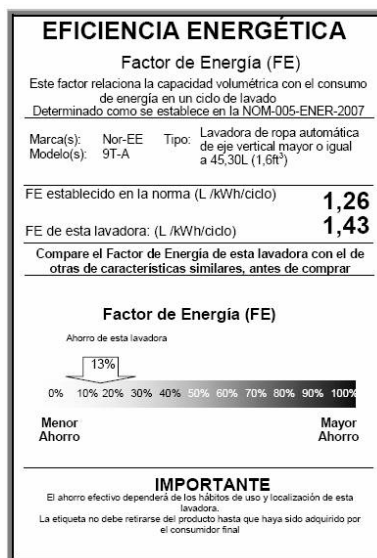 EFICIENCIA ENERGÉTICA
Factor de Energía (FE)
Este factor relaciona la capacidad volumétrica con el consumo
de energía en un ciclo de lavado
Determinado como se establece en la NOM-005-ENER-2007
Marca(s): Nor-EE Tipo: Lavadora de ropa automática
Modelo(s): 9T-A de eje vertical mayor o igual
a 45,30L (1,6ft³)
FE establecido en la norma (L /kWh/ciclo) 1,26
FE de esta lavadora: (L /kWh/ciclo) 1,43
Compare el Factor de Energía de esta lavadora con el de
otras de características similares, antes de comprar
Factor de Energía (FE)
Ahorro de esta lavadora
13%
0% 10% 20% 30% 40% 50% 60% 70% 80% 90% 100%
Menor Mayor
Ahorro Ahorro
IMPORTANTE
El ahorro efectivo dependerá de los hábitos de uso y localización de esta
lavadora.
La etiqueta no debe retirarse del producto hasta que haya sido adquirido por
el consumidor final